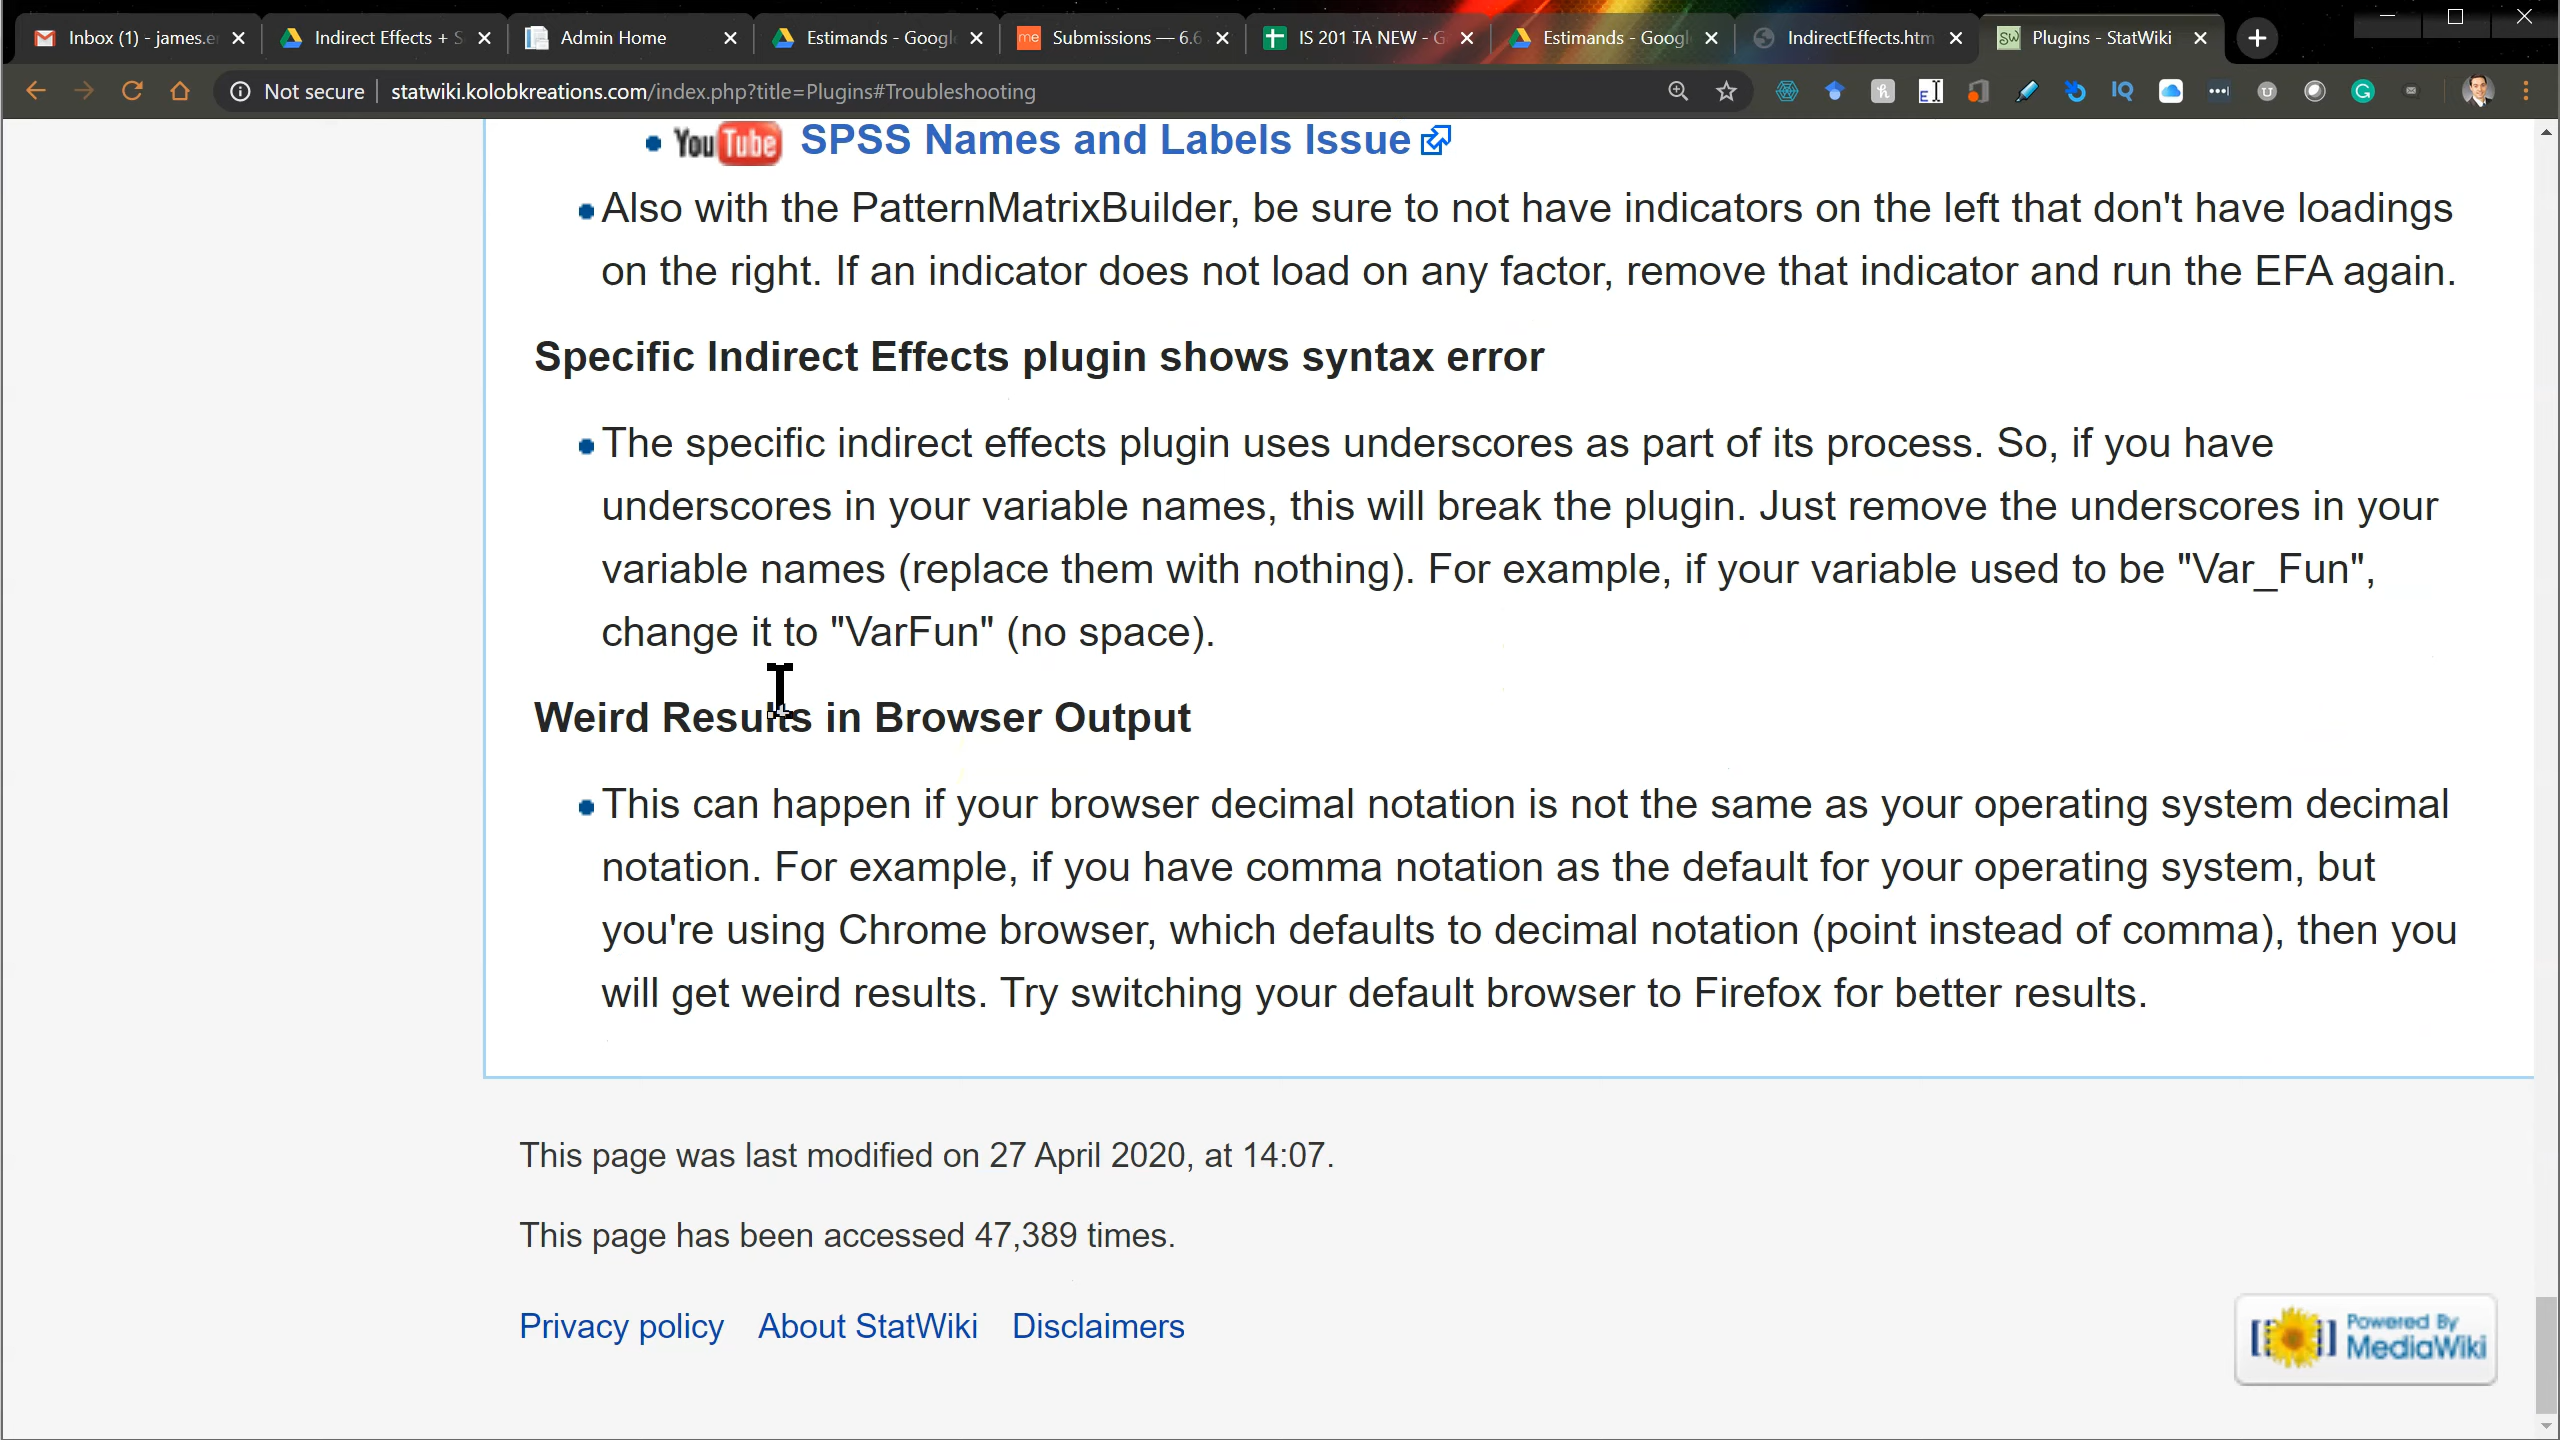 Inbox (1) - james.e
Indirect Effects + S
Admin Home
Estimands - Googl
Submissions — 6.6
IS 201 TA NEW - G
Estimands - Googl
IndirectEffects.htm
Plugins - StatWiki
Not secure | statwiki.kolobkreations.com/index.php?title=Plugins#Troubleshooting
YouTube SPSS Names and Labels Issue
Also with the PatternMatrixBuilder, be sure to not have indicators on the left that don't have loadings
on the right. If an indicator does not load on any factor, remove that indicator and run the EFA again.
Specific Indirect Effects plugin shows syntax error
The specific indirect effects plugin uses underscores as part of its process. So, if you have
underscores in your variable names, this will break the plugin. Just remove the underscores in your
variable names (replace them with nothing). For example, if your variable used to be "Var_Fun",
change it to "VarFun" (no space).
Weird Results in Browser Output
This can happen if your browser decimal notation is not the same as your operating system decimal
notation. For example, if you have comma notation as the default for your operating system, but
you're using Chrome browser, which defaults to decimal notation (point instead of comma), then you
will get weird results. Try switching your default browser to Firefox for better results.
This page was last modified on 27 April 2020, at 14:07.
This page has been accessed 47,389 times.
Privacy policy About StatWiki Disclaimers
Powered By
MediaWiki